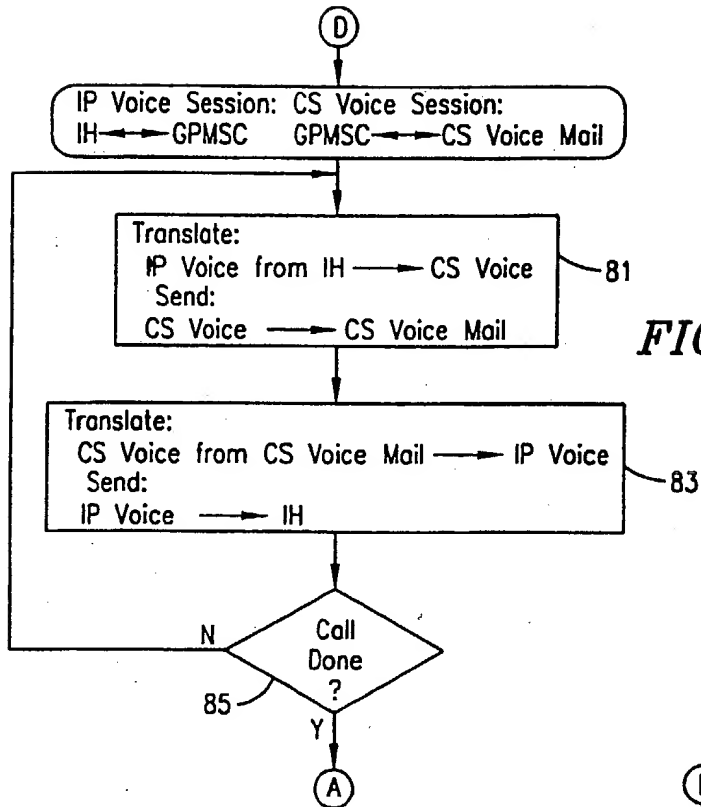 D
IP Voice Session: CS Voice Session:
IH ←→ GPMSC GPMSC ←→ CS Voice Mail
Translate:
IP Voice from IH → CS Voice
Send:
CS Voice → CS Voice Mail
81
FIG
Translate:
CS Voice from CS Voice Mail → IP Voice
Send:
IP Voice → IH
83
N
Call
Done
?
85
Y
A